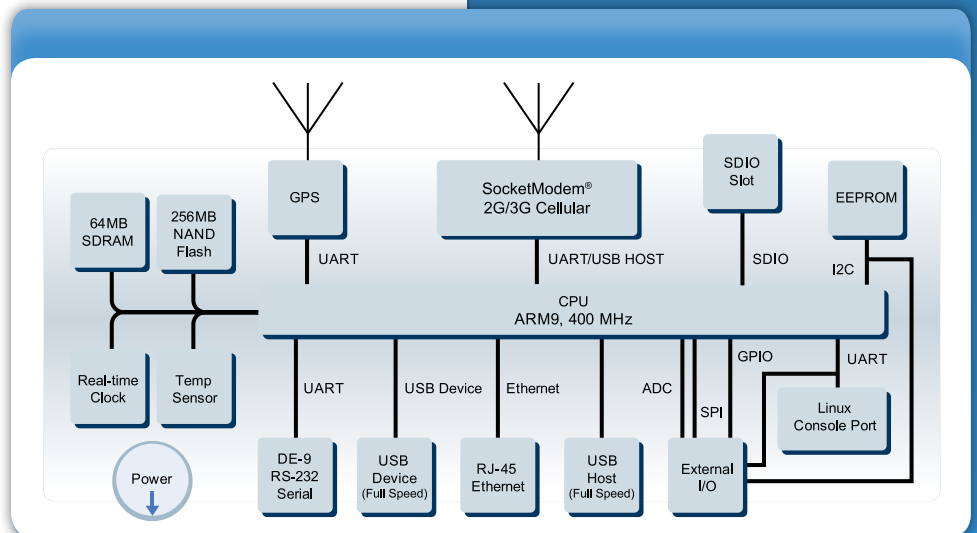 GPS
SocketModem®
2G/3G Cellular
SDIO
Slot
EEPROM
64MB
SDRAM
256MB
NAND
Flash
UART
UART/USB HOST
SDIO
I2C
CPU
ARM9, 400 MHz
Real-time
Clock
Temp
Sensor
UART
USB Device
Ethernet
ADC
SPI
GPIO
UART
Linux
Console Port
Power
DE-9
RS-232
Serial
USB
Device
(Full Speed)
RJ-45
Ethernet
USB
Host
(Full Speed)
External
I/O